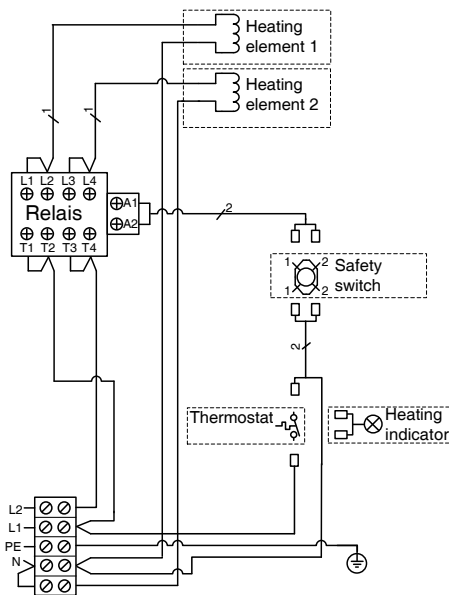 Heating
element 1
Heating
element 2
1
1
L1 L2 L3 L4
Relais
A1
A2
T1 T2 T3 T4
2
1 2
1 2
Safety
switch
2
Thermostat
Heating
indicator
L2
L1
PE
N